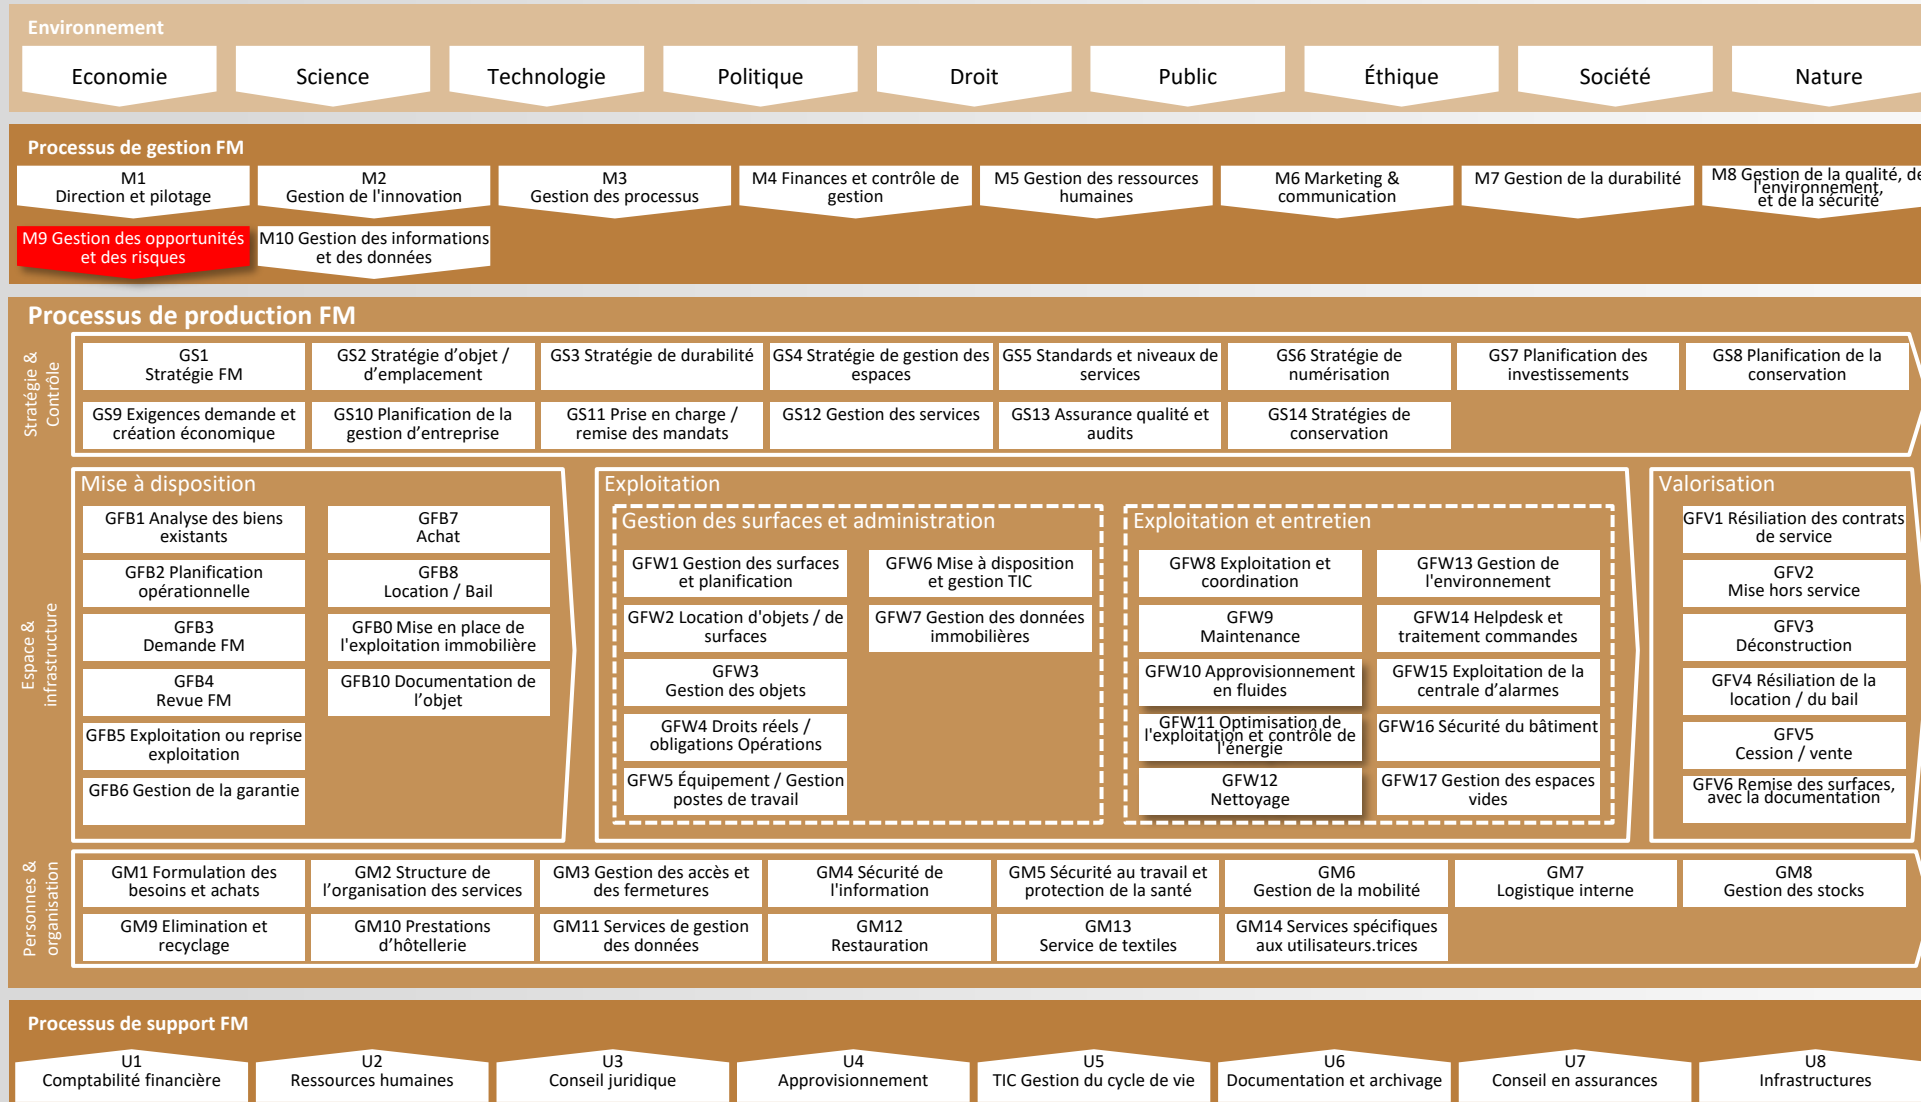 Environnement
Economie
Science
Technologie
Politique
Droit
Public
Éthique
Société
Nature
Processus de gestion FM
M1
Direction et pilotage
M2
Gestion de l'innovation
M3
Gestion des processus
M4 Finances et contrôle de
gestion
M5 Gestion des ressources
humaines
M6 Marketing &
communication
M7 Gestion de la durabilité
M8 Gestion de la qualité, de
l'environnement,
et de la sécurité
M9 Gestion des opportunités
et des risques
M10 Gestion des informations
et des données
Processus de production FM
Stratégie &
Contrôle
GS1
Stratégie FM
GS2 Stratégie d’objet /
d’emplacement
GS3 Stratégie de durabilité
GS4 Stratégie de gestion des
espaces
GS5 Standards et niveaux de
services
GS6 Stratégie de
numérisation
GS7 Planification des
investissements
GS8 Planification de la
conservation
GS9 Exigences demande et
création économique
GS10 Planification de la
gestion d’entreprise
GS11 Prise en charge /
remise des mandats
GS12 Gestion des services
GS13 Assurance qualité et
audits
GS14 Stratégies de
conservation
Espace &
infrastructure
Mise à disposition
GFB1 Analyse des biens
existants
GFB2 Planification
opérationnelle
GFB3
Demande FM
GFB4
Revue FM
GFB5 Exploitation ou reprise
exploitation
GFB6 Gestion de la garantie
GFB7
Achat
GFB8
Location / Bail
GFB0 Mise en place de
l'exploitation immobilière
GFB10 Documentation de
l’objet
Exploitation
Gestion des surfaces et administration
GFW1 Gestion des surfaces
et planification
GFW2 Location d'objets / de
surfaces
GFW3
Gestion des objets
GFW4 Droits réels /
obligations Opérations
GFW5 Équipement / Gestion
postes de travail
GFW6 Mise à disposition
et gestion TIC
GFW7 Gestion des données
immobilières
Exploitation et entretien
GFW8 Exploitation et
coordination
GFW9
Maintenance
GFW10 Approvisionnement
en fluides
GFW11 Optimisation de
l'exploitation et contrôle de
l'énergie
GFW12
Nettoyage
GFW13 Gestion de
l'environnement
GFW14 Helpdesk et
traitement commandes
GFW15 Exploitation de la
centrale d’alarmes
GFW16 Sécurité du bâtiment
GFW17 Gestion des espaces
vides
Valorisation
GFV1 Résiliation des contrats
de service
GFV2
Mise hors service
GFV3
Déconstruction
GFV4 Résiliation de la
location / du bail
GFV5
Cession / vente
GFV6 Remise des surfaces,
avec la documentation
Personnes &
organisation
GM1 Formulation des
besoins et achats
GM2 Structure de
l’organisation des services
GM3 Gestion des accès et
des fermetures
GM4 Sécurité de
l'information
GM5 Sécurité au travail et
protection de la santé
GM6
Gestion de la mobilité
GM7
Logistique interne
GM8
Gestion des stocks
GM9 Elimination et
recyclage
GM10 Prestations
d’hôtellerie
GM11 Services de gestion
des données
GM12
Restauration
GM13
Service de textiles
GM14 Services spécifiques
aux utilisateurs.trices
Processus de support FM
U1
Comptabilité financière
U2
Ressources humaines
U3
Conseil juridique
U4
Approvisionnement
U5
TIC Gestion du cycle de vie
U6
Documentation et archivage
U7
Conseil en assurances
U8
Infrastructures